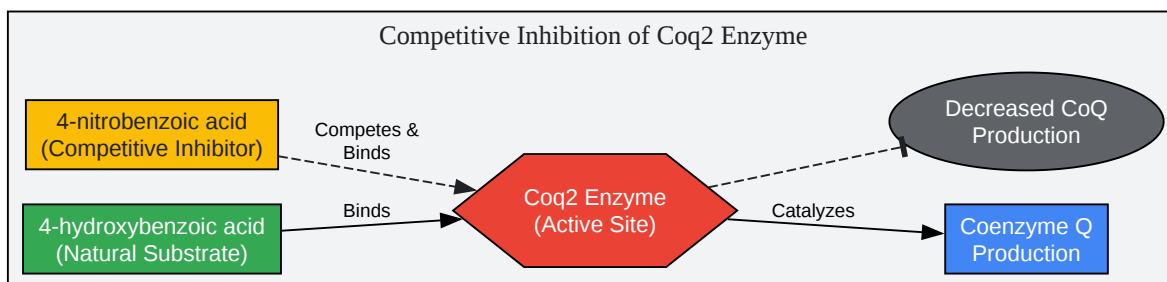 Competitive Inhibition of Coq2 Enzyme
4-nitrobenzoic acid
(Competitive Inhibitor)
Competes &
Binds
Decreased CoQ
Production
4-hydroxybenzoic acid
(Natural Substrate)
Binds
Coq2 Enzyme
(Active Site)
Catalyzes
Coenzyme Q
Production